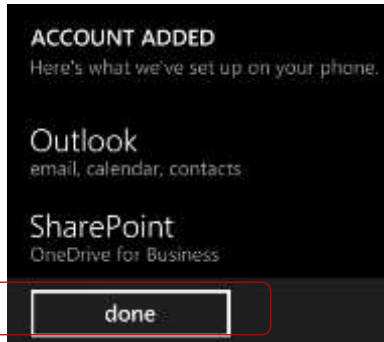 ACCOUNT ADDED
Here's what we've set up on your phone.
Outlook
email, calendar, contacts
SharePoint
OneDrive for Business
done